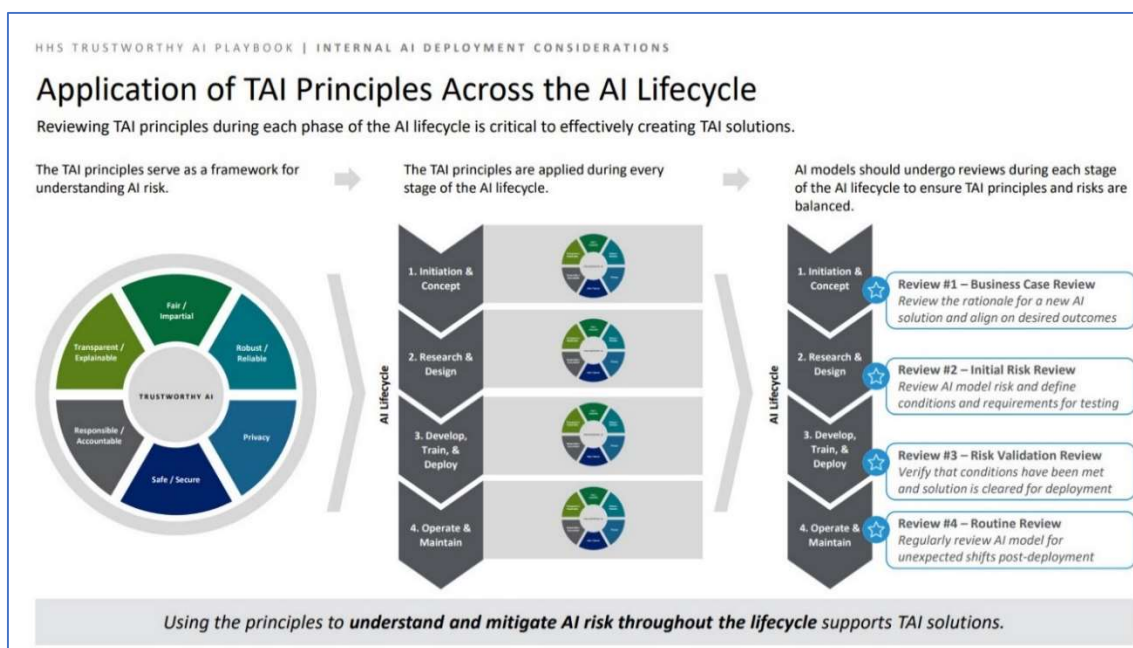 HHS TRUSTWORTHY AI PLAYBOOK | INTERNAL AI DEPLOYMENT CONSIDERATIONS
Application of TAI Principles Across the AI Lifecycle
Reviewing TAI principles during each phase of the AI lifecycle is critical to effectively creating TAI solutions.
The TAI principles serve as a framework for
understanding AI risk.
Fair /
Impartial
Robust /
Reliable
Privacy
Safe / Secure
Responsible /
Accountable
Transparent /
Explainable
TRUSTWORTHY AI
The TAI principles are applied during every
stage of the AI lifecycle.
AI Lifecycle
1. Initiation &
Concept
2. Research &
Design
3. Develop,
Train, &
Deploy
4. Operate &
Maintain
AI models should undergo reviews during each stage
of the AI lifecycle to ensure TAI principles and risks are
balanced.
AI Lifecycle
1. Initiation &
Concept
Review #1 – Business Case Review
Review the rationale for a new AI
solution and align on desired outcomes
2. Research &
Design
Review #2 – Initial Risk Review
Review AI model risk and define
conditions and requirements for testing
3. Develop,
Train, &
Deploy
Review #3 – Risk Validation Review
Verify that conditions have been met
and solution is cleared for deployment
4. Operate &
Maintain
Review #4 – Routine Review
Regularly review AI model for
unexpected shifts post-deployment
Using the principles to understand and mitigate AI risk throughout the lifecycle supports TAI solutions.